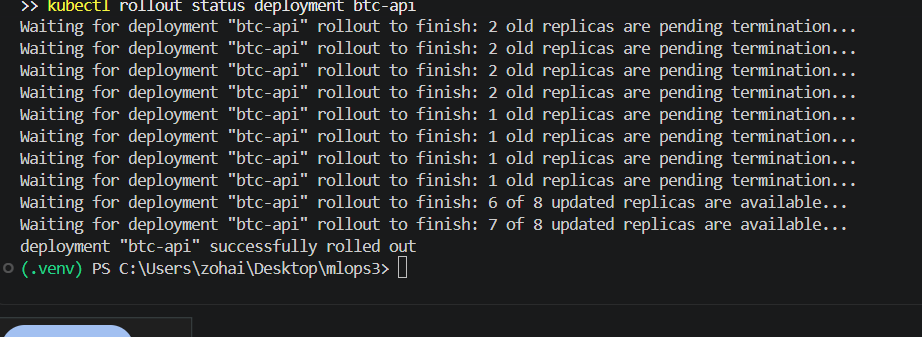 >> kubectl rollout status deployment btc-api
Waiting for deployment "btc-api" rollout to finish: 2 old replicas are pending termination...
Waiting for deployment "btc-api" rollout to finish: 2 old replicas are pending termination...
Waiting for deployment "btc-api" rollout to finish: 2 old replicas are pending termination...
Waiting for deployment "btc-api" rollout to finish: 2 old replicas are pending termination...
Waiting for deployment "btc-api" rollout to finish: 1 old replicas are pending termination...
Waiting for deployment "btc-api" rollout to finish: 1 old replicas are pending termination...
Waiting for deployment "btc-api" rollout to finish: 1 old replicas are pending termination...
Waiting for deployment "btc-api" rollout to finish: 1 old replicas are pending termination...
Waiting for deployment "btc-api" rollout to finish: 6 of 8 updated replicas are available...
Waiting for deployment "btc-api" rollout to finish: 7 of 8 updated replicas are available...
deployment "btc-api" successfully rolled out
(.venv) PS C:\Users\zohai\Desktop\mlops3>